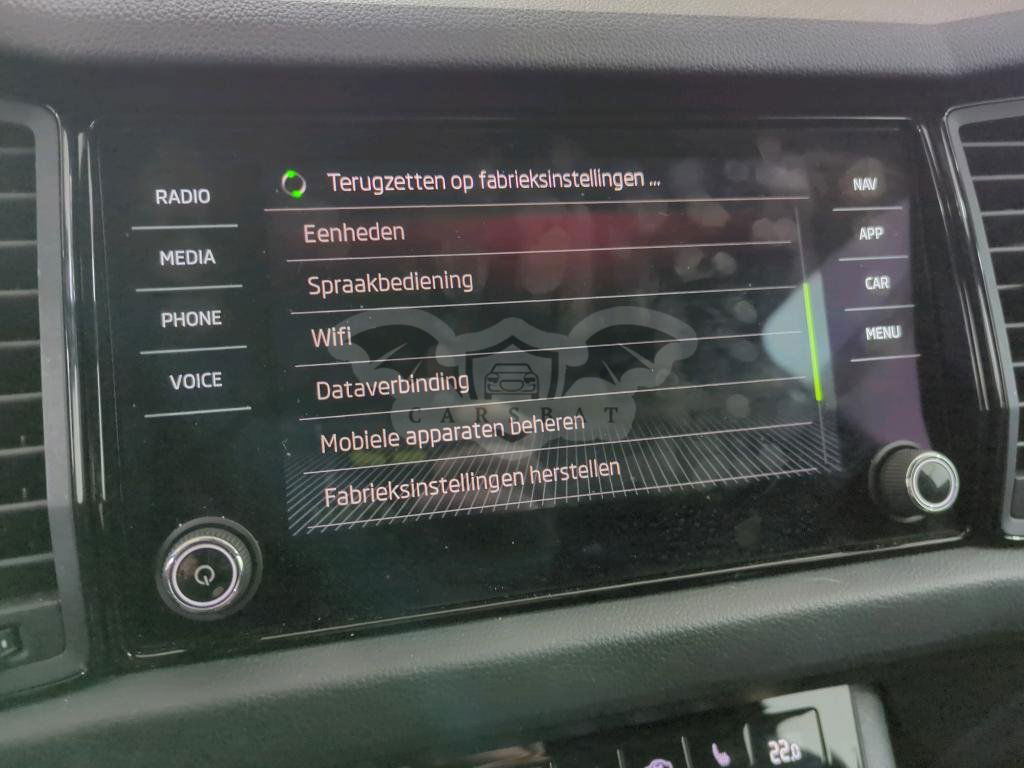 Terugzetten op fabrieksinstellingen ...
RADIO
NAV
Eenheden
APP
MEDIA
Spraakbediening
CAR
PHONE
Wifi
MENU
VOICE
Dataverbinding
CARSBAT
Mobiele apparaten beheren
Fabrieksinstellingen herstellen
22.0